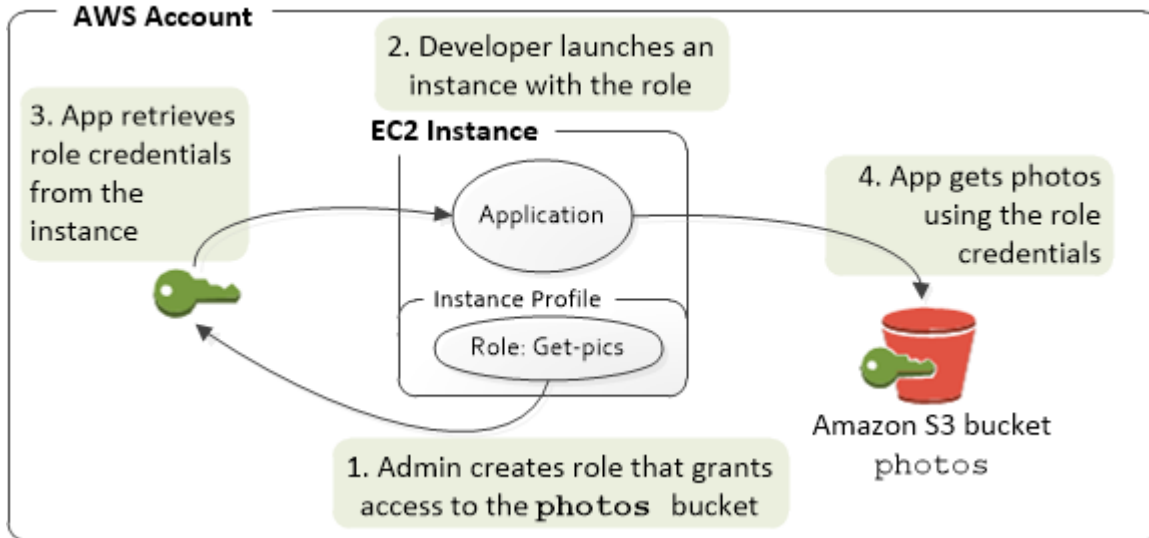 AWS Account
2. Developer launches an
instance with the role
3. App retrieves
role credentials
from the
instance
EC2 Instance
Application
4. App gets photos
using the role
credentials
Instance Profile
Role: Get-pics
Amazon S3 bucket
photos
1. Admin creates role that grants
access to the photos bucket